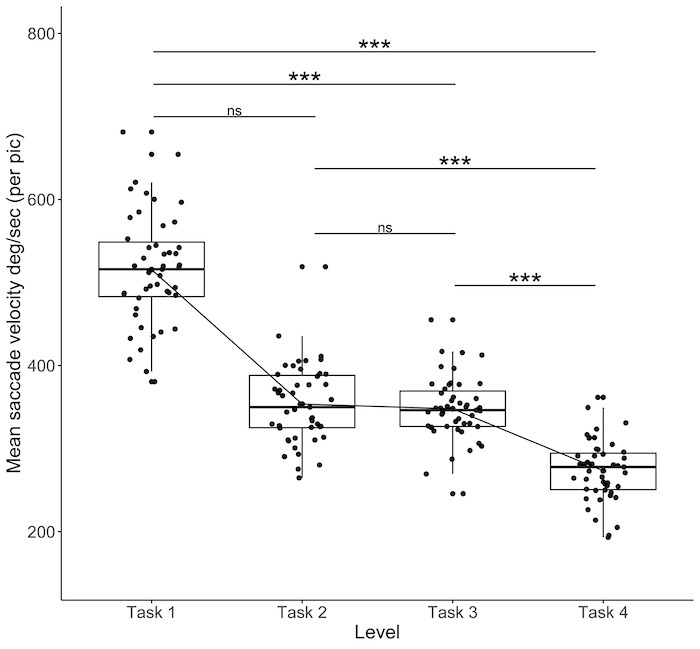 800
***
***
ns
***
600
ns
***
400
200
Mean saccade velocity deg/sec (per pic)
Task 1 Task 2 Task 3 Task 4
Level